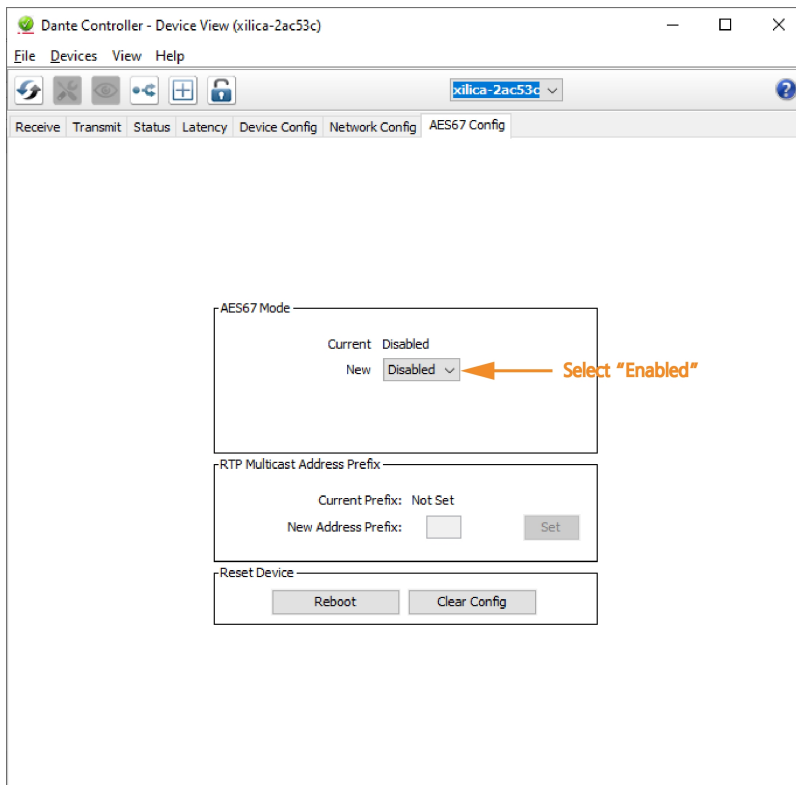 Dante Controller - Device View (xilica-2ac53c)
File Devices View Help
xilica-2ac53c
Receive Transmit Status Latency Device Config Network Config AES67 Config
AES67 Mode
Current Disabled
New Disabled Select “Enabled”
RTP Multicast Address Prefix
Current Prefix: Not Set
New Address Prefix: Set
Reset Device
Reboot Clear Config